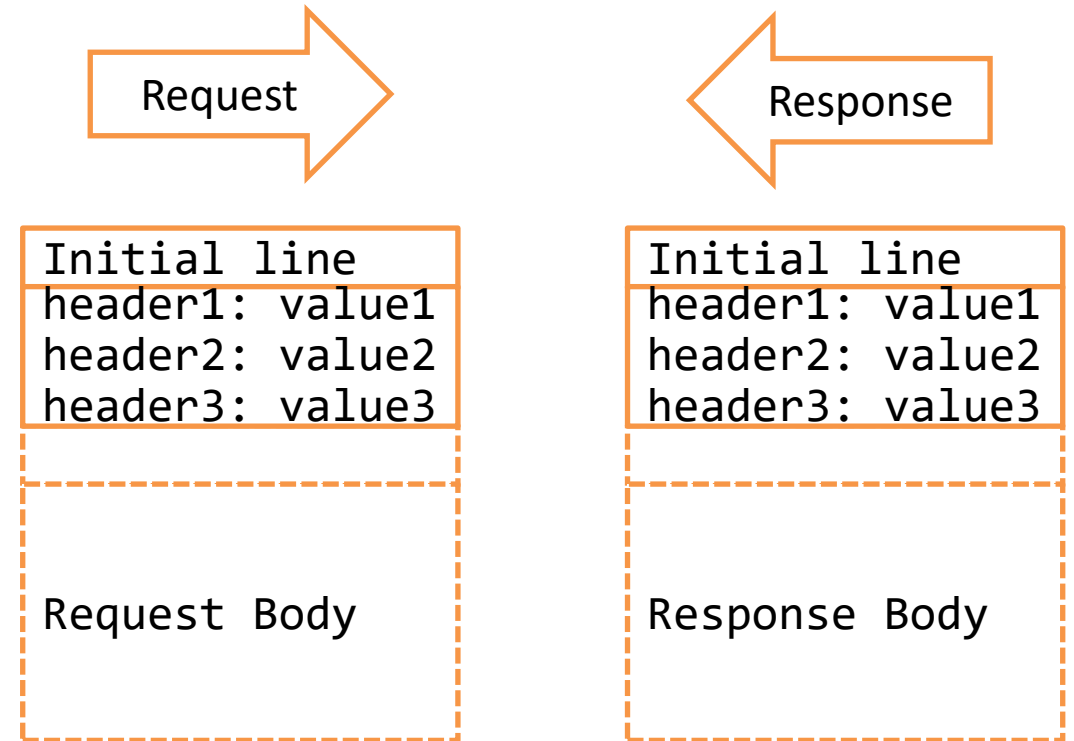 Request
Response
Initial line
header1: value1
header2: value2
header3: value3
Request Body
Initial line
header1: value1
header2: value2
header3: value3
Response Body